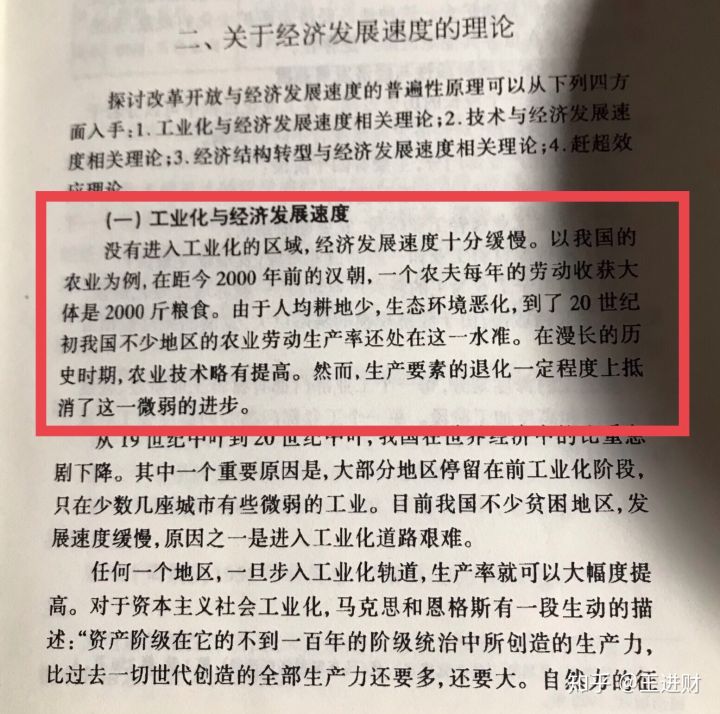 二、关于经济发展速度的理论
探讨改革开放与经济发展速度的普遍性原理可以从下列四方
面入手:1.工业化与经济发展速度相关理论;2.技术与经济发展速
度相关理论;3.经济结构转型与经济发展速度相关理论;4.赶超效
应理论
(一)工业化与经济发展速度
没有进入工业化的区域,经济发展速度十分缓慢。以我国的
农业为例,在距今2000年前的汉朝,一个农夫每年的劳动收获大
体是2000斤粮食。由于人均耕地少,生态环境恶化,到了20世纪
初我国不少地区的农业劳动生产率还处在这一水准。在漫长的历
史时期,农业技术略有提高。然而,生产要素的退化一定程度上抵
消了这一微弱的进步。
从19世纪中叶到20世纪中叶,我国在世界经济中的比重急
剧下降。其中一个重要原因是,大部分地区停留在前工业化阶段,
只在少数几座城市有些微弱的工业。目前我国不少贫困地区,发
展速度缓慢,原因之一是进入工业化道路艰难。
任何一个地区,一旦步入工业化轨道,生产率就可以大幅度提
高。对于资本主义社会工业化,马克思和恩格斯有一段生动的描
述:“资产阶级在它的不到一百年的阶级统治中所创造的生产力,
比过去一切世代创造的全部生产力还要多,还要大。自然力的征
知乎 @王进财